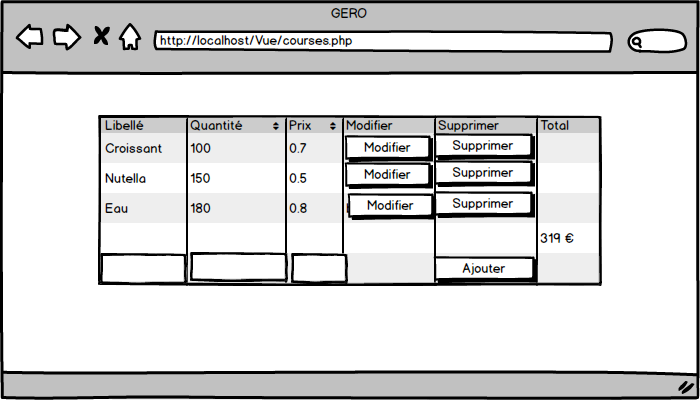 GERO
http://localhost/Vue/courses.php
Libellé Quantité Prix Modifier Supprimer Total
Croissant 100 0.7 Modifier Supprimer
Nutella 150 0.5 Modifier Supprimer
Eau 180 0.8 Modifier Supprimer
319 €
Ajouter